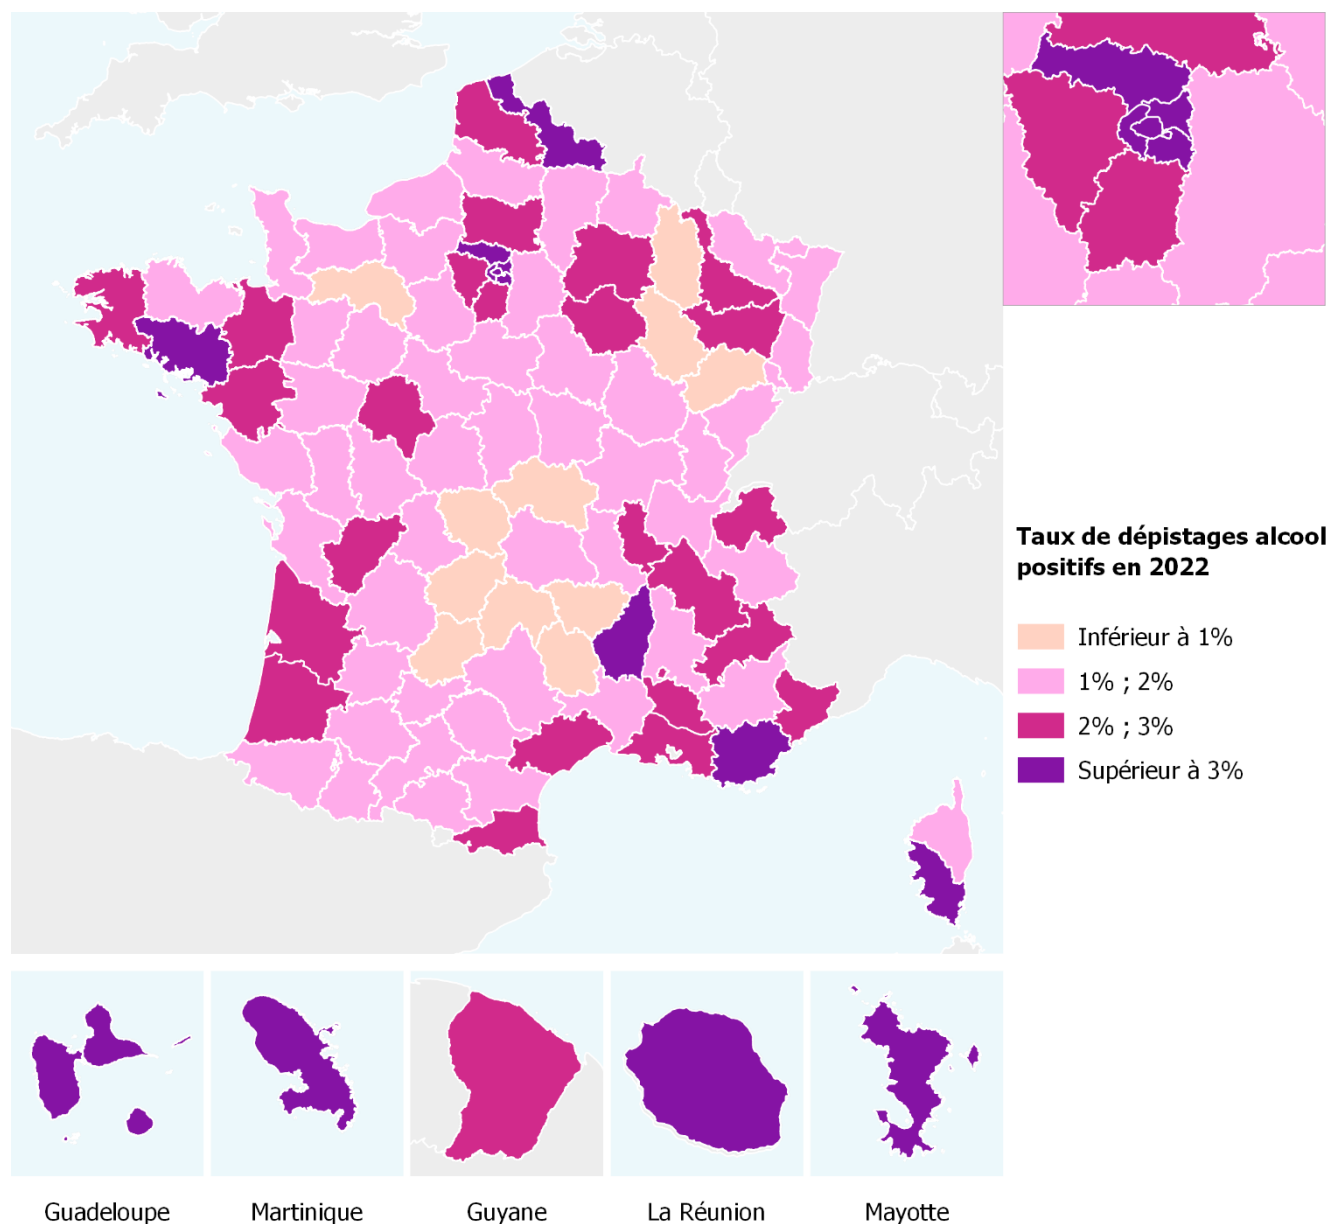 Taux de dépistages alcool
positifs en 2022
Inférieur à 1%
1% ; 2%
2% ; 3%
Supérieur à 3%
Guadeloupe
Martinique
Guyane
La Réunion
Mayotte